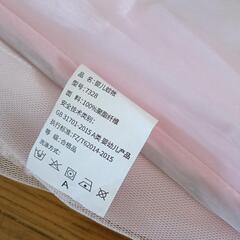 品名:婴儿蚊帐
型号:7328
面 料:100%聚酯纤维
安全技术类别:
GB 31701-2015 A类 婴幼儿产品
执行标准:FZ/T62014-2015
等级:合格品
洗涤方式:
A